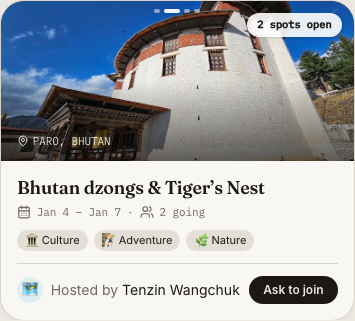 2 spots open
PARO, BHUTAN
Bhutan dzongs & Tiger’s Nest
Jan 4 – Jan 7 · 2 going
Culture Adventure Nature
Hosted by Tenzin Wangchuk Ask to join